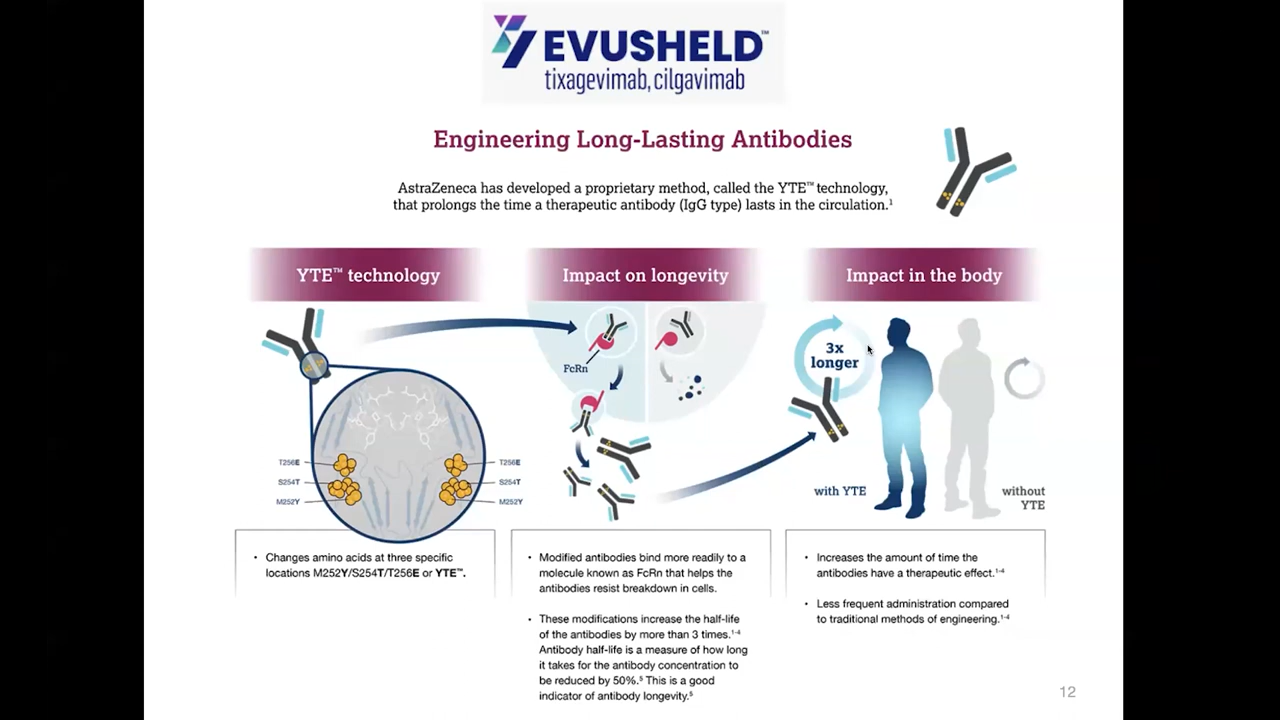 EVUSHELD™
tixagevimab, cilgavimab
Engineering Long-Lasting Antibodies
AstraZeneca has developed a proprietary method, called the YTE™ technology,
that prolongs the time a therapeutic antibody (IgG type) lasts in the circulation.¹
YTE™ technology
T256E
S254T
M252Y
T256E
S254T
M252Y
• Changes amino acids at three specific
locations M252Y/S254T/T256E or YTE™.
Impact on longevity
FcRn
• Modified antibodies bind more readily to a
molecule known as FcRn that helps the
antibodies resist breakdown in cells.
• These modifications increase the half-life
of the antibodies by more than 3 times.¹⁻⁴
Antibody half-life is a measure of how long
it takes for the antibody concentration to
be reduced by 50%.⁵ This is a good
indicator of antibody longevity.⁵
Impact in the body
3x
longer
with YTE
without
YTE
• Increases the amount of time the
antibodies have a therapeutic effect.¹⁻⁴
• Less frequent administration compared
to traditional methods of engineering.¹⁻⁴
12